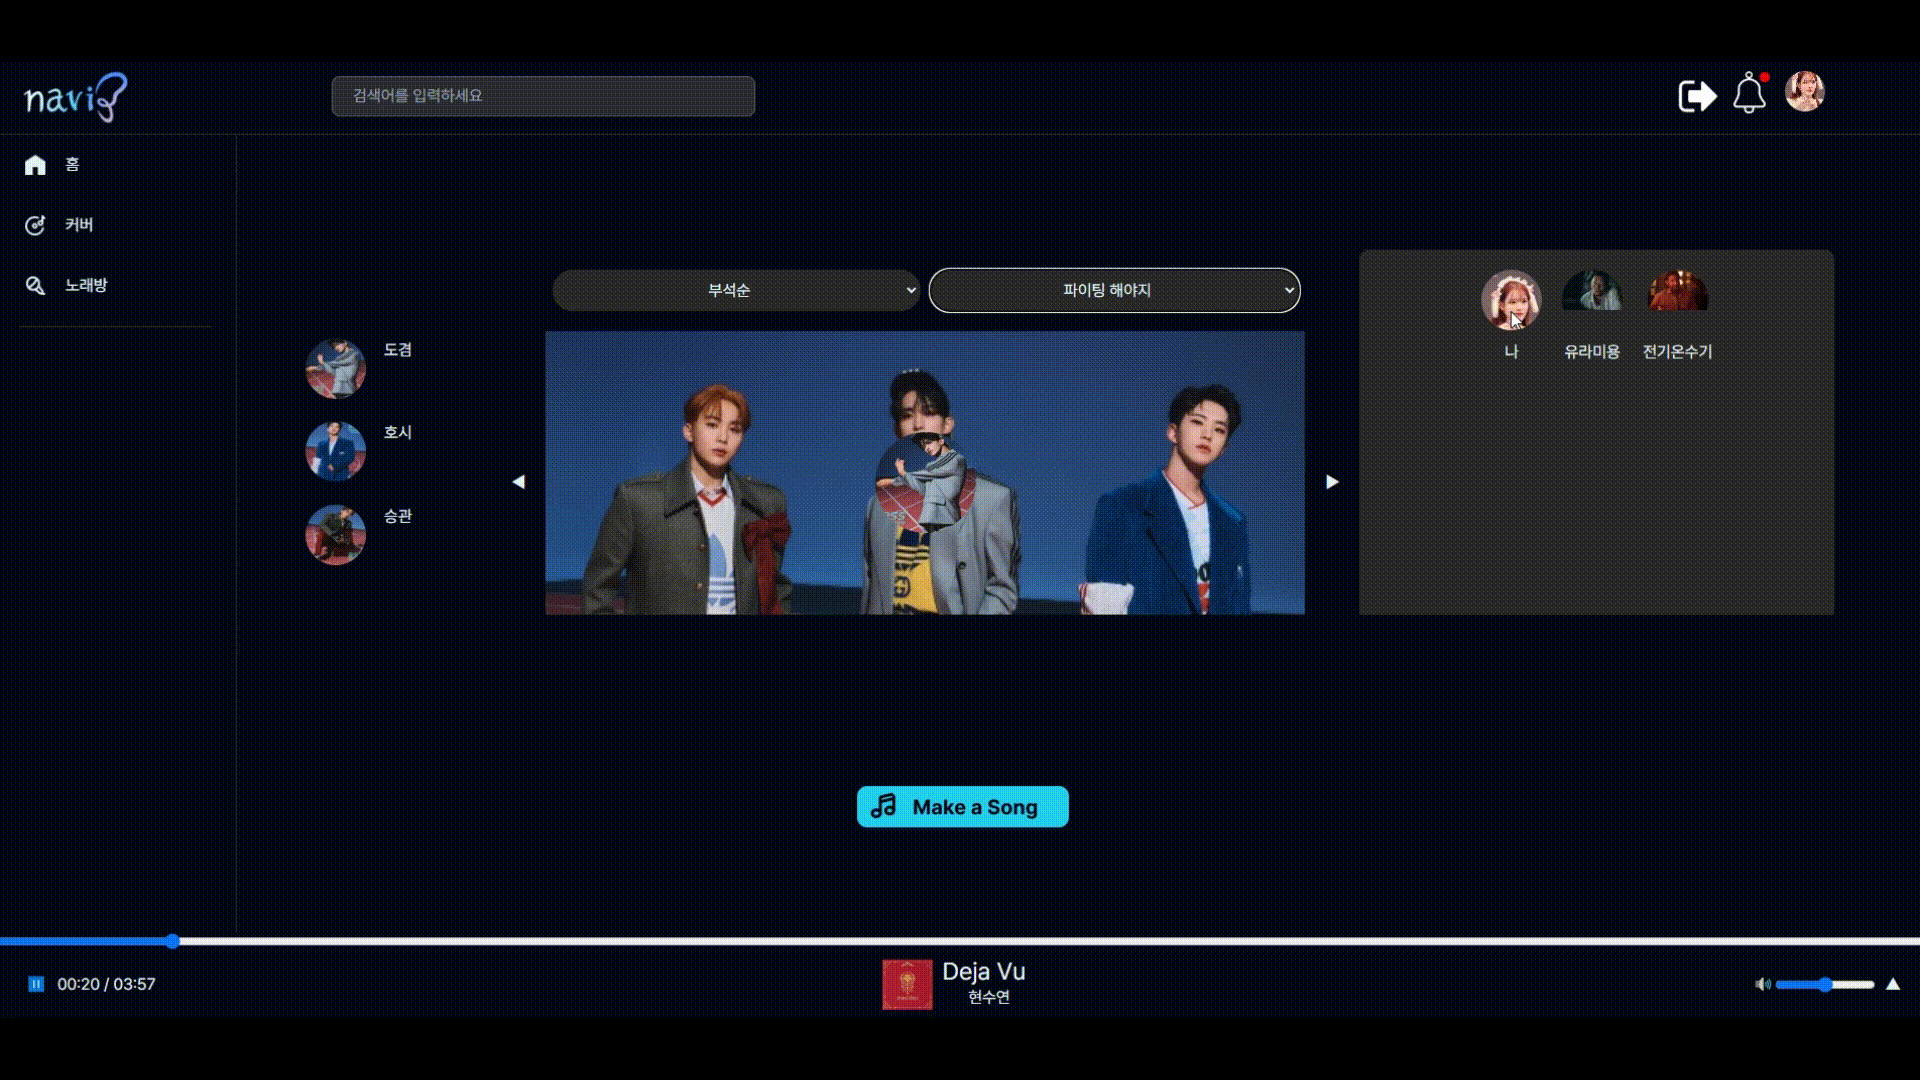 navi
검색어를 입력하세요
홈
커버
노래방
부석순
파이팅 해야지
도겸
호시
승관
나
유라미용
전기온수기
Make a Song
00:20 / 03:57
Deja Vu
현수연